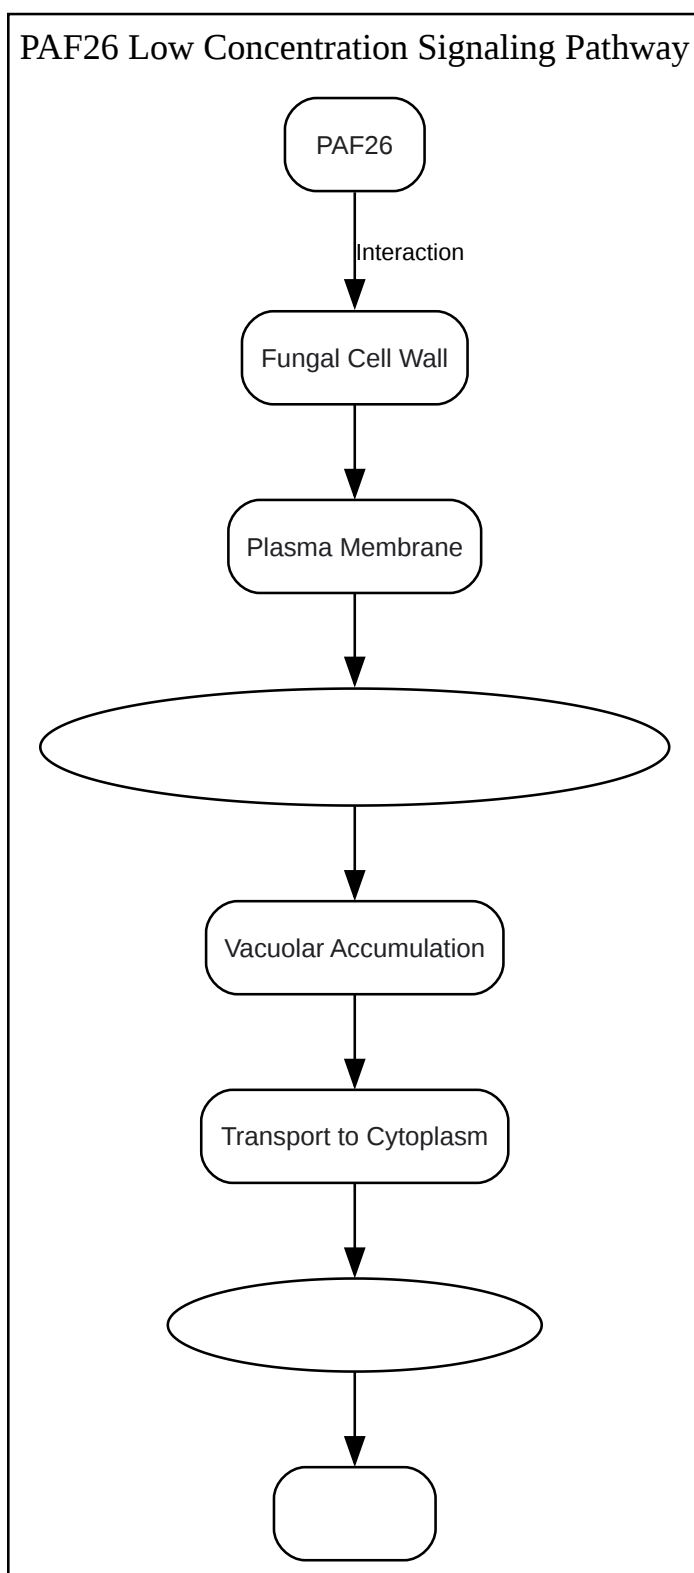 PAF26 Low Concentration Signaling Pathway
PAF26
Interaction
Fungal Cell Wall
Plasma Membrane
Vacuolar Accumulation
Transport to Cytoplasm